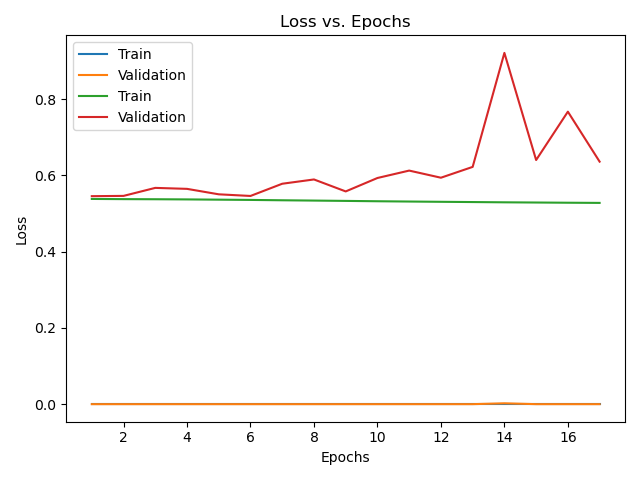 Loss vs. Epochs
Train
Validation
Train
Validation
0.8
0.6
0.4
0.2
0.0
Loss
2 4 6 8 10 12 14 16
Epochs